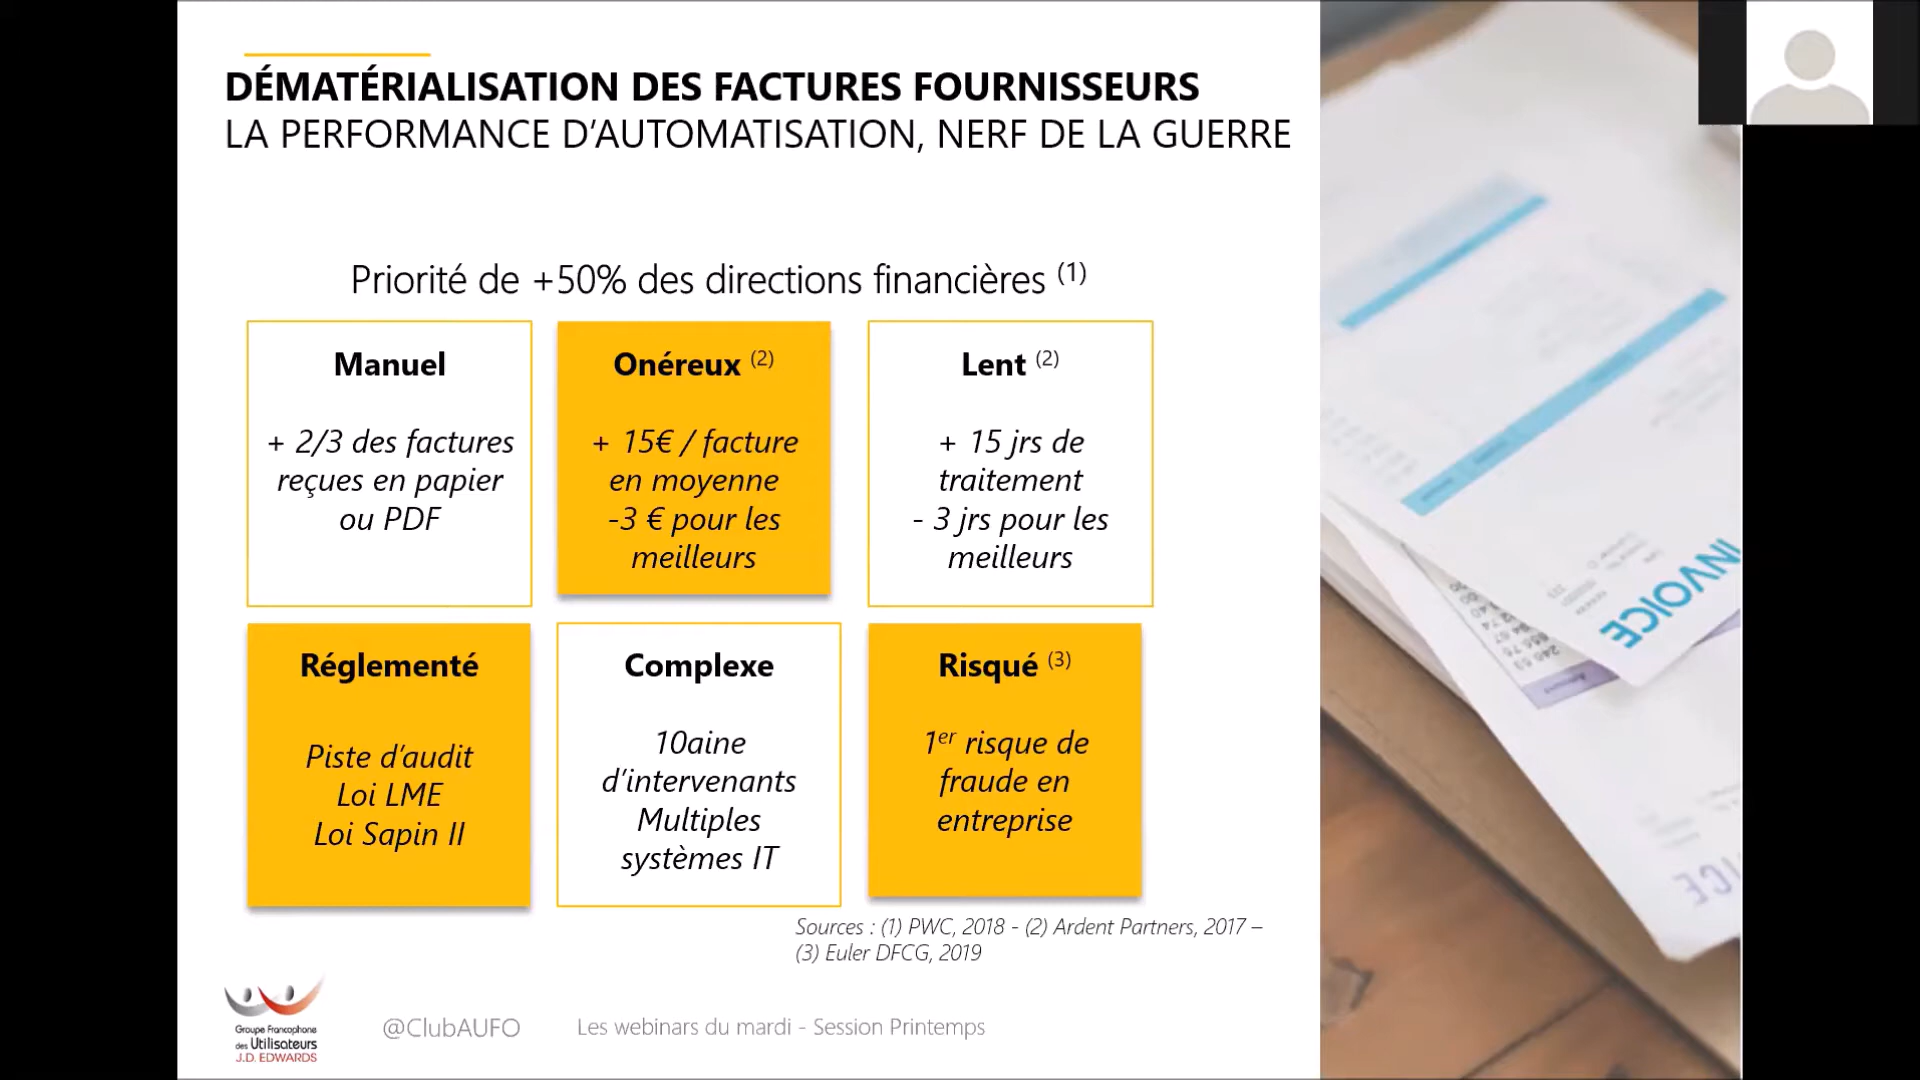 DÉMATÉRIALISATION DES FACTURES FOURNISSEURS
LA PERFORMANCE D'AUTOMATISATION, NERF DE LA GUERRE
Priorité de +50% des directions financières (1)
Manuel
+ 2/3 des factures
reçues en papier
ou PDF
Onéreux (2)
+ 15€ / facture
en moyenne
-3 € pour les
meilleurs
Lent (2)
+ 15 jrs de
traitement
- 3 jrs pour les
meilleurs
Réglementé
Piste d'audit
Loi LME
Loi Sapin II
Complexe
10aine
d'intervenants
Multiples
systèmes IT
Risqué (3)
1er risque de
fraude en
entreprise
Sources : (1) PWC, 2018 - (2) Ardent Partners, 2017 –
(3) Euler DFCG, 2019
Groupe Francophone
des Utilisateurs
J.D. EDWARDS
@ClubAUFO
Les webinars du mardi - Session Printemps
INVOICE